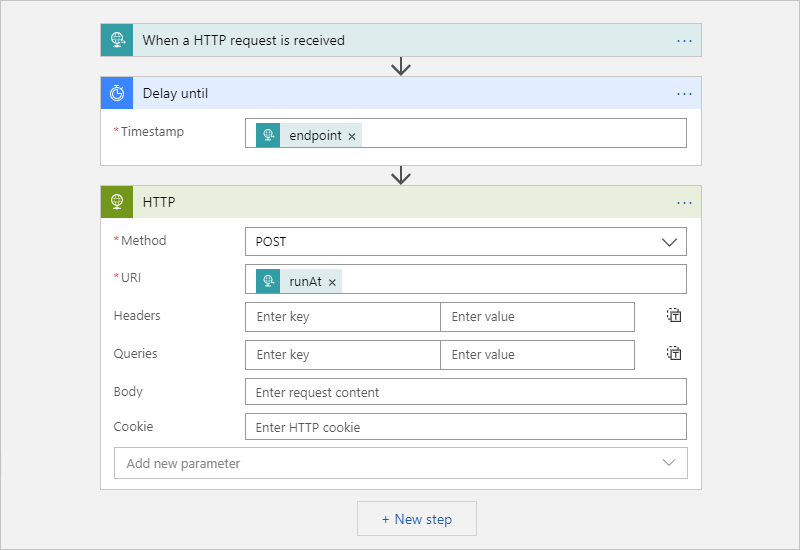 When a HTTP request is received ...
Delay until ...
*Timestamp endpoint ×
HTTP ...
*Method POST
*URI runAt ×
Headers Enter key Enter value T
Queries Enter key Enter value T
Body Enter request content
Cookie Enter HTTP cookie
Add new parameter
+ New step